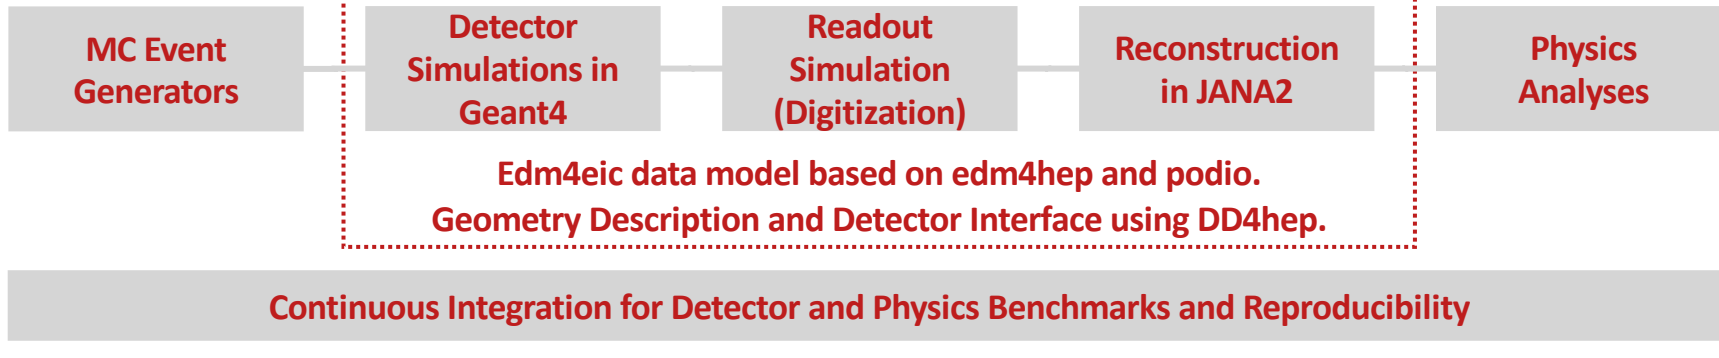 MC Event
Generators
Detector
Simulations in
Geant4
Readout
Simulation
(Digitization)
Reconstruction
in JANA2
Physics
Analyses
Edm4eic data model based on edm4hep and podio.
Geometry Description and Detector Interface using DD4hep.
Continuous Integration for Detector and Physics Benchmarks and Reproducibility